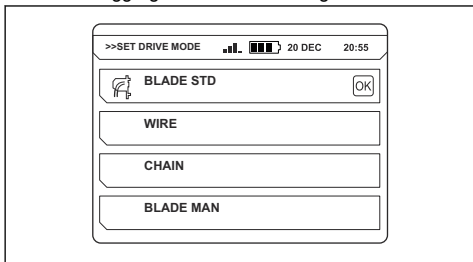 >>SET DRIVE MODE 20 DEC 20:55
BLADE STD OK
WIRE
CHAIN
BLADE MAN